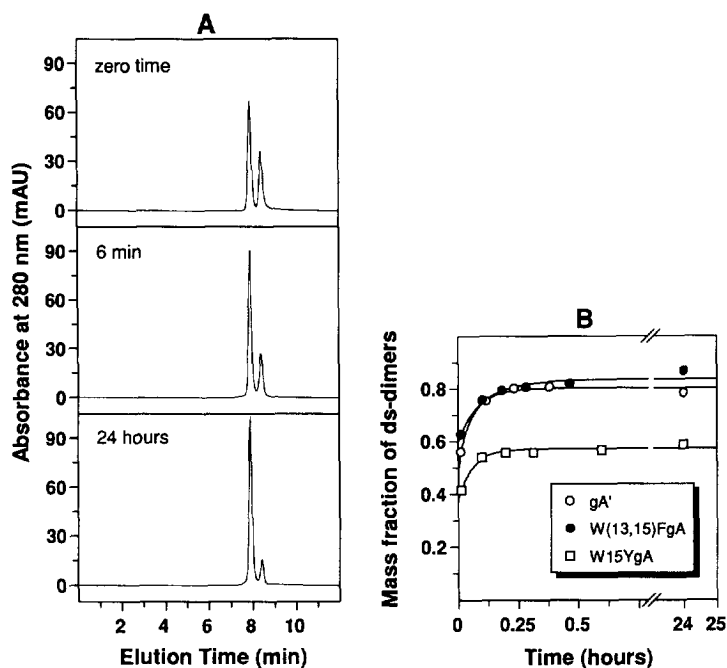 A
Absorbance at 280 nm (mAU)
zero time
90
60
30
0
6 min
90
60
30
0
24 hours
90
60
30
0
2 4 6 8 10
Elution Time (min)
B
Mass fraction of ds-dimers
0.8
0.6
0.4
0.2
gA'
W(13,15)FgA
W15YgA
0 0.25 0.5 24 25
Time (hours)